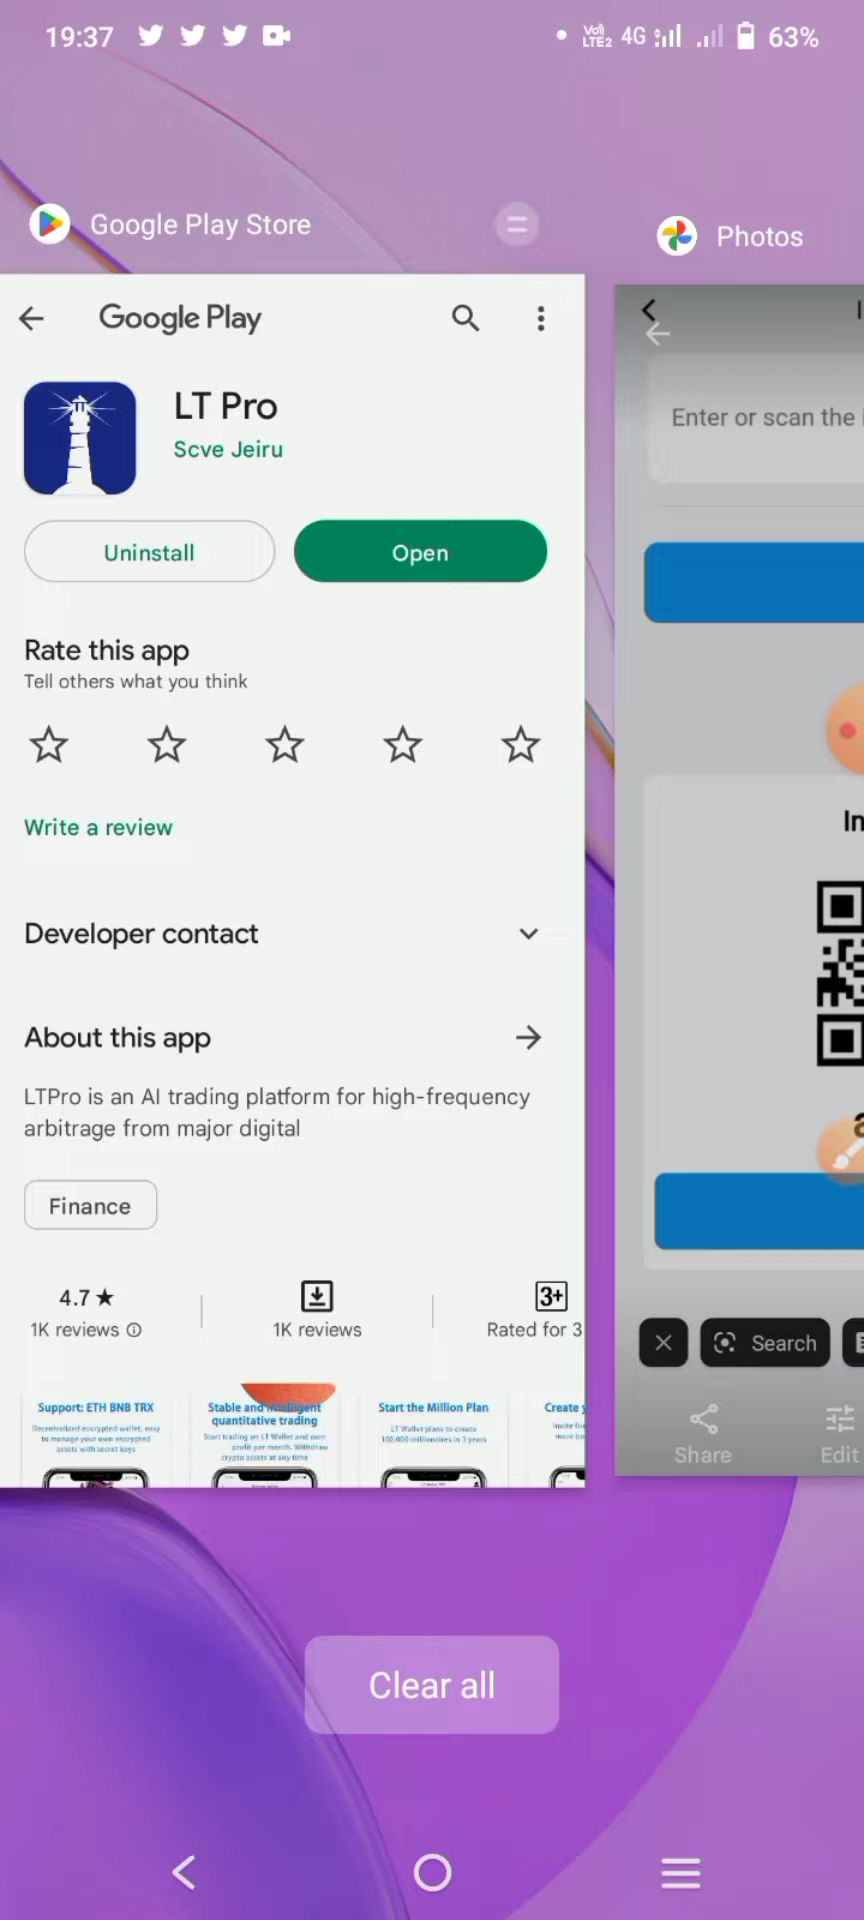 19:37
Vo)
LTE2
4G
63%
Google Play Store
Photos
Google Play
LT Pro
Scve Jeiru
Uninstall
Open
Rate this app
Tell others what you think
Write a review
Developer contact
About this app
LTPro is an AI trading platform for high-frequency
arbitrage from major digital
Finance
4.7★
1K reviews
1K reviews
3+
Rated for 3
Support: ETH BNB TRX
Decentralized encrypted wallet, easy
to manage your own encrypted
assets with secret keys
Stable and intelligent
quantitative trading
Start trading on LT Wallet and earn
profit per month. Withdraw
crypto assets at any time
Start the Million Plan
LT Wallet plans to create
100,000 millionaires in 3 years
Create
more
Enter or scan the
In
Search
Share
Edit
Clear all